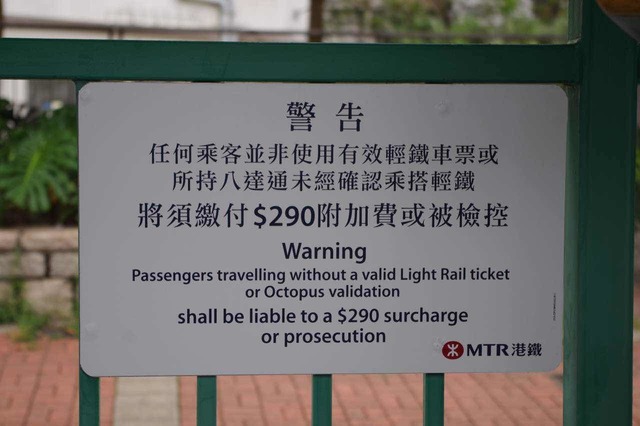 警告
任何乘客並非使用有效輕鐵車票或
所持八達通未經確認乘搭輕鐵
將須繳付$290附加費或被檢控
Warning
Passengers travelling without a valid Light Rail ticket
or Octopus validation
shall be liable to a $290 surcharge
or prosecution
MTR港鐵